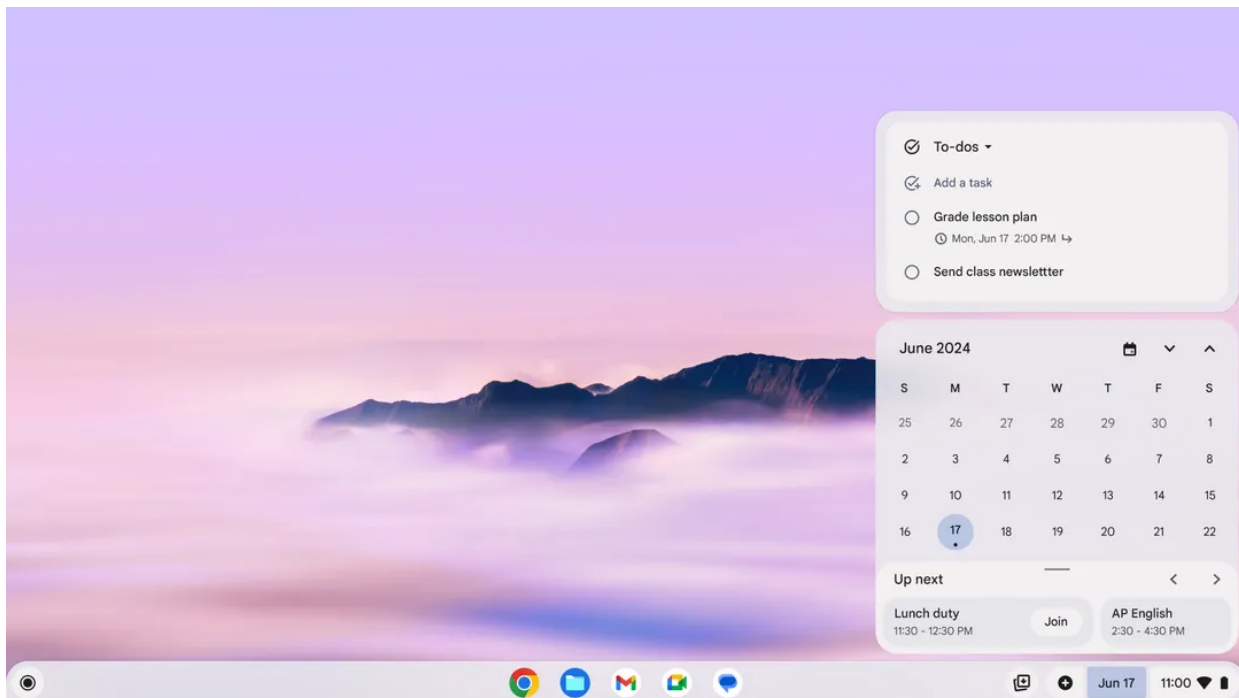 To-dos
Add a task
Grade lesson plan
Mon, Jun 17 2:00 PM
Send class newslettter
June 2024
S M T W T F S
25 26 27 28 29 30 1
2 3 4 5 6 7 8
9 10 11 12 13 14 15
16 17 18 19 20 21 22
Up next
Lunch duty
11:30 - 12:30 PM
Join
AP English
2:30 - 4:30 PM
Jun 17 11:00